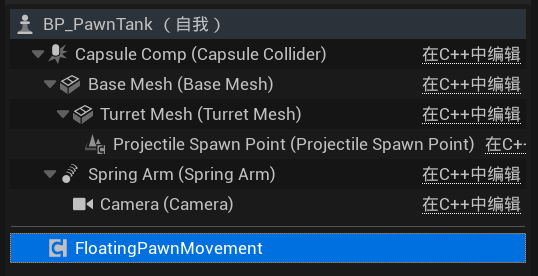 BP_PawnTank （自我）
Capsule Comp (Capsule Collider) 在C++中编辑
Base Mesh (Base Mesh) 在C++中编辑
Turret Mesh (Turret Mesh) 在C++中编辑
Projectile Spawn Point (Projectile Spawn Point) 在C+
Spring Arm (Spring Arm) 在C++中编辑
Camera (Camera) 在C++中编辑
FloatingPawnMovement